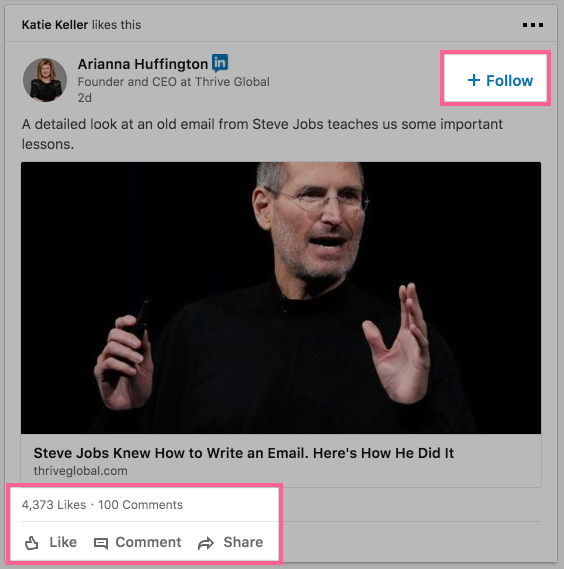 Katie Keller likes this
Arianna Huffington in
+ Follow
Founder and CEO at Thrive Global
2d
A detailed look at an old email from Steve Jobs teaches us some important
lessons.
Steve Jobs Knew How to Write an Email. Here's How He Did It
thriveglobal.com
4,373 Likes · 100 Comments
Like Comment Share